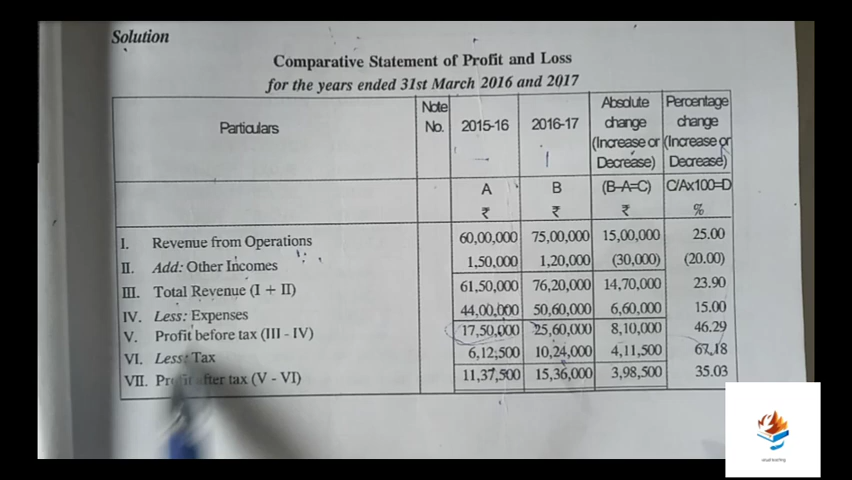 Solution
Comparative Statement of Profit and Loss
for the years ended 31st March 2016 and 2017
Particulars Note No. 2015-16 2016-17 Absolute change (Increase or Decrease) Percentage change (Increase or Decrease)
A B (B-A=C) C/Ax100=D
₹ ₹ ₹ %
I. Revenue from Operations 60,00,000 75,00,000 15,00,000 25.00
II. Add: Other Incomes 1,50,000 1,20,000 (30,000) (20.00)
III. Total Revenue (I + II) 61,50,000 76,20,000 14,70,000 23.90
IV. Less: Expenses 44,00,000 50,60,000 6,60,000 15.00
V. Profit before tax (III - IV) 17,50,000 25,60,000 8,10,000 46.29
VI. Less: Tax 6,12,500 10,24,000 4,11,500 67.18
VII. Profit after tax (V - VI) 11,37,500 15,36,000 3,98,500 35.03